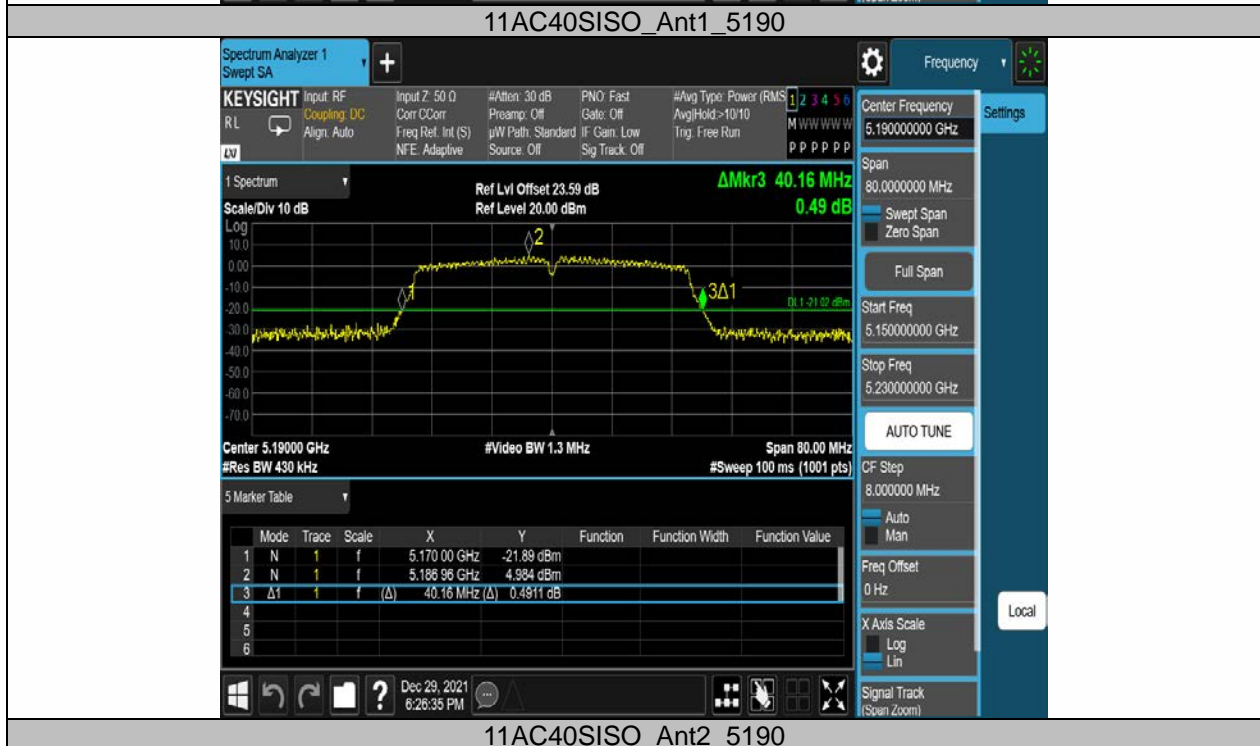 11AC40SISO_Ant1_5190
Spectrum Analyzer 1
Swept SA
Frequency
KEYSIGHT
RL
LXI
Input: RF
Coupling: DC
Align: Auto
Input Z: 50 Ω
Corr CCorr
Freq Ref: Int (S)
NFE: Adaptive
#Atten: 30 dB
Preamp: Off
µW Path: Standard
Source: Off
PNO: Fast
Gate: Off
IF Gain: Low
Sig Track: Off
#Avg Type: Power (RMS
Avg|Hold:>10/10
Trig: Free Run
1 2 3 4 5 6
M W W W W W
P P P P P P
Center Frequency
5.190000000 GHz
Settings
Span
80.0000000 MHz
Swept Span
Zero Span
Full Span
Start Freq
5.150000000 GHz
Stop Freq
5.230000000 GHz
AUTO TUNE
CF Step
8.000000 MHz
Auto
Man
Freq Offset
0 Hz
X Axis Scale
Log
Lin
Local
Signal Track
(Span Zoom)
1 Spectrum
Scale/Div 10 dB
Ref Lvl Offset 23.59 dB
Ref Level 20.00 dBm
ΔMkr3 40.16 MHz
0.49 dB
Log
10.0
0.00
-10.0
-20.0
-30.0
-40.0
-50.0
-60.0
-70.0
1
2
3Δ1
DL1 -21.02 dBm
Center 5.19000 GHz
#Video BW 1.3 MHz
Span 80.00 MHz
#Res BW 430 kHz
#Sweep 100 ms (1001 pts)
5 Marker Table
Mode Trace Scale X Y Function Function Width Function Value
1 N 1 f 5.170 00 GHz -21.89 dBm
2 N 1 f 5.186 96 GHz 4.984 dBm
3 Δ1 1 f (Δ) 40.16 MHz (Δ) 0.4911 dB
4
5
6
Dec 29, 2021
6:26:35 PM
11AC40SISO_Ant2_5190